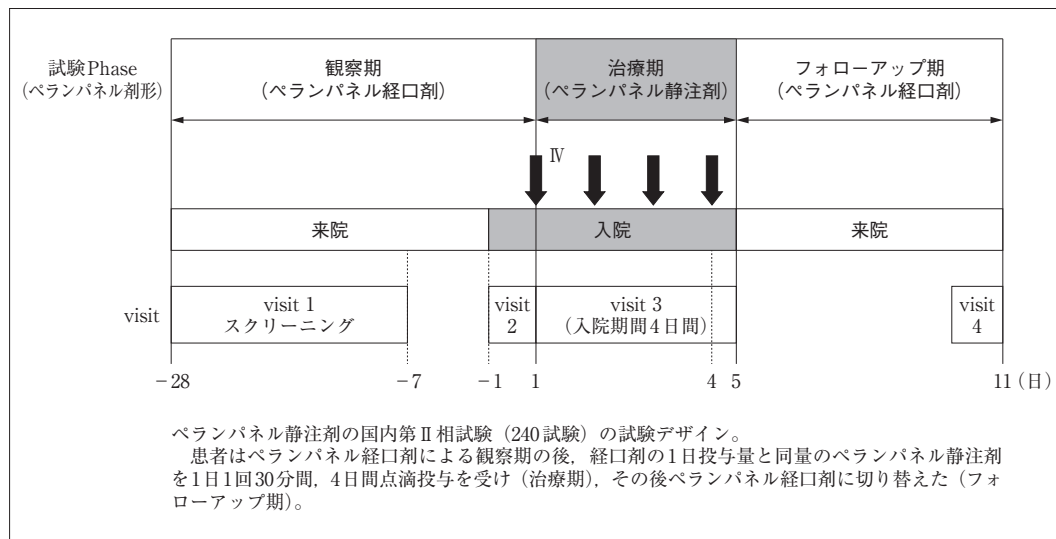 試験Phase
(ペランパネル剤形)
観察期
(ペランパネル経口剤)
治療期
(ペランパネル静注剤)
フォローアップ期
(ペランパネル経口剤)
Ⅳ
来院
入院
来院
visit
visit 1
スクリーニング
visit
2
visit 3
(入院期間4日間)
visit
4
−28
−7
−1
1
4
5
11(日)
ペランパネル静注剤の国内第Ⅱ相試験(240試験)の試験デザイン。
患者はペランパネル経口剤による観察期の後,経口剤の1日投与量と同量のペランパネル静注剤
を1日1回30分間,4日間点滴投与を受け(治療期),その後ペランパネル経口剤に切り替えた(フォ
ローアップ期)。